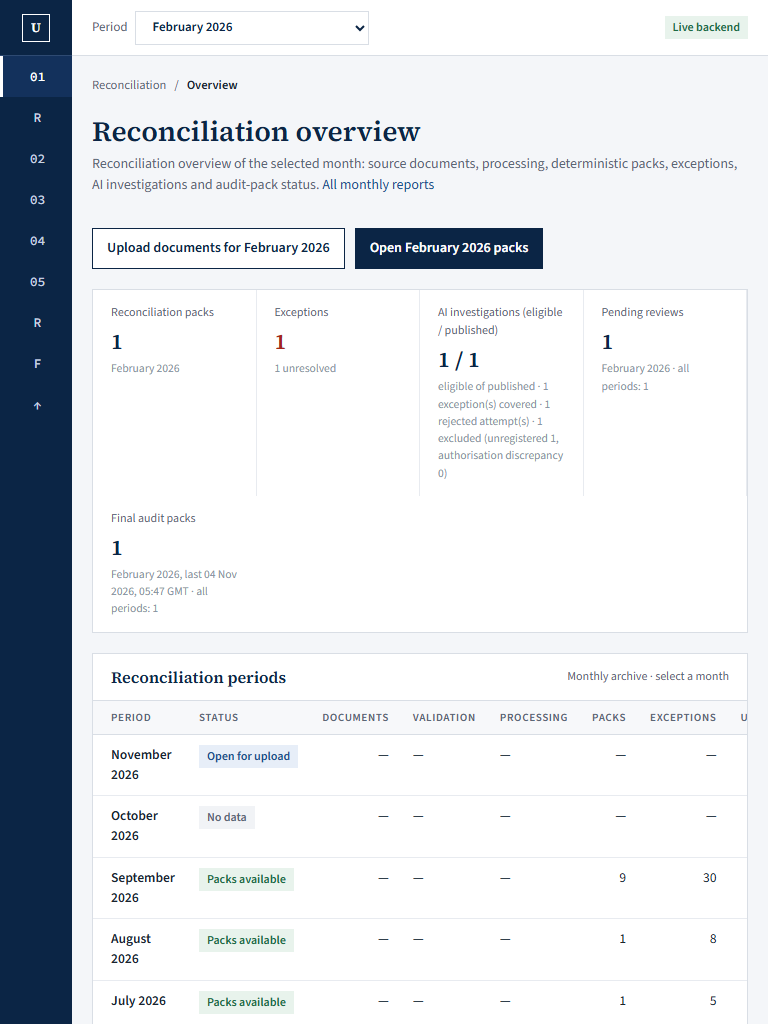 U
Period
February 2026
Live backend
01
R
02
03
04
05
R
F
↑
Reconciliation / Overview
Reconciliation overview
Reconciliation overview of the selected month: source documents, processing, deterministic packs, exceptions,
AI investigations and audit-pack status. All monthly reports
Upload documents for February 2026
Open February 2026 packs
Reconciliation packs
1
February 2026
Exceptions
1
1 unresolved
AI investigations (eligible
/ published)
1 / 1
eligible of published · 1
exception(s) covered · 1
rejected attempt(s) · 1
excluded (unregistered 1,
authorisation discrepancy
0)
Pending reviews
1
February 2026 · all
periods: 1
Final audit packs
1
February 2026, last 04 Nov
2026, 05:47 GMT · all
periods: 1
Reconciliation periods
Monthly archive · select a month
PERIOD STATUS DOCUMENTS VALIDATION PROCESSING PACKS EXCEPTIONS U
November
2026
Open for upload — — — — —
October
2026
No data — — — — —
September
2026
Packs available — — — 9 30
August
2026
Packs available — — — 1 8
July 2026 Packs available — — — 1 5